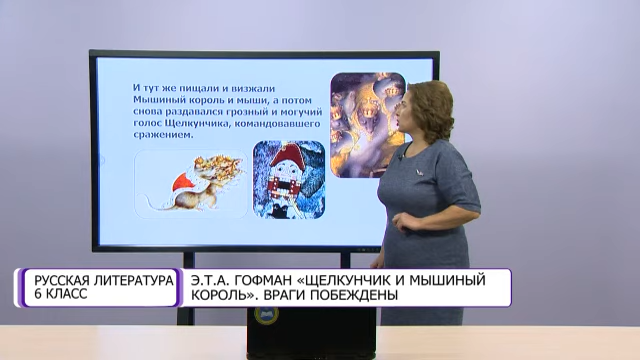 И тут же пищали и визжали
Мышиный король и мыши, а потом
снова раздавался грозный и могучий
голос Щелкунчика, командовавшего
сражением.
РУССКАЯ ЛИТЕРАТУРА
6 КЛАСС
Э.Т.А. ГОФМАН «ЩЕЛКУНЧИК И МЫШИНЫЙ
КОРОЛЬ». ВРАГИ ПОБЕЖДЕНЫ